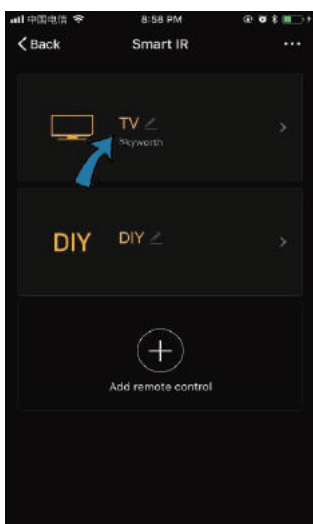 中国电信 8:58 PM
Back Smart IR ...
TV
Skyworth
DIY DIY
Add remote control